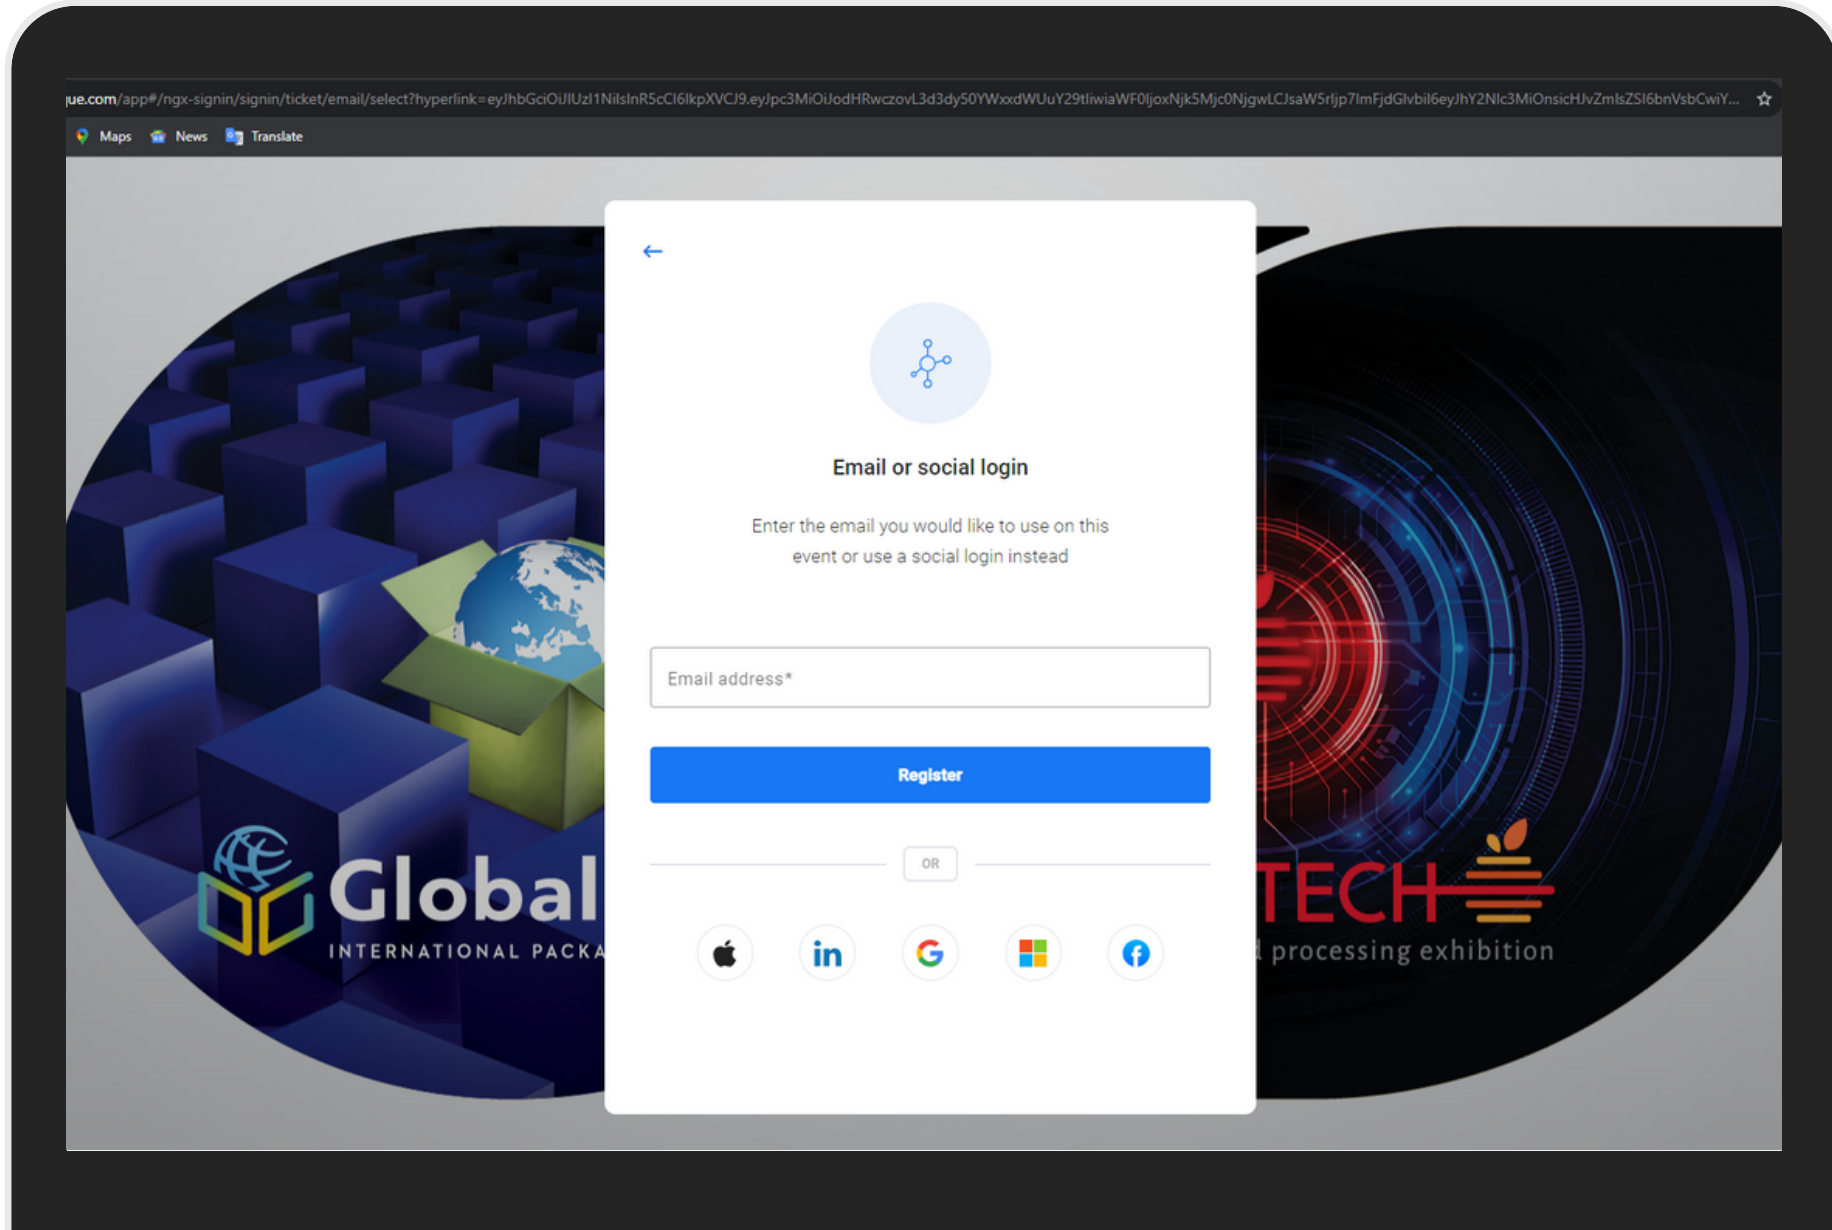 ue.com/app#/ngx-signin/signin/ticket/email/select?hyperlink=eyJhbGciOiJIUzI1NiIsInR5cCI6IkpXVCJ9.eyJpc3MiOiJodHRwczovL3d3dy50YWxxdWUuY29tIiwiaWF0IjoxNjk5Mjc0NjgwLCJsaW5rIjp7ImFjdGlvbiI6eyJhY2Nlc3MiOnsicHJvZmlsZSI6bnVsbCwiY...
Maps News Translate
Email or social login
Enter the email you would like to use on this
event or use a social login instead
Email address*
Register
OR
Global
INTERNATIONAL PACKA
TECH
processing exhibition
in